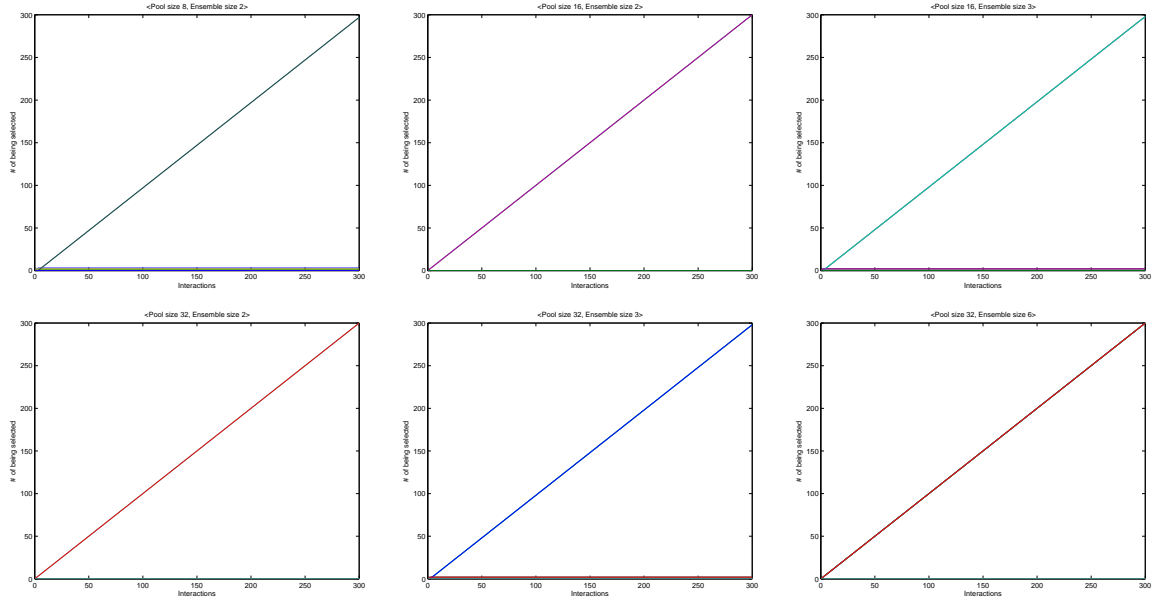 <Pool size 8, Ensemble size 2>
300
250
200
150
100
50
0
# of being selected
0 50 100 150 200 250 300
Interactions
<Pool size 16, Ensemble size 2>
300
250
200
150
100
50
0
# of being selected
0 50 100 150 200 250 300
Interactions
<Pool size 16, Ensemble size 3>
300
250
200
150
100
50
0
# of being selected
0 50 100 150 200 250 300
Interactions
<Pool size 32, Ensemble size 2>
300
250
200
150
100
50
0
# of being selected
0 50 100 150 200 250 300
Interactions
<Pool size 32, Ensemble size 3>
300
250
200
150
100
50
0
# of being selected
0 50 100 150 200 250 300
Interactions
<Pool size 32, Ensemble size 6>
300
250
200
150
100
50
0
# of being selected
0 50 100 150 200 250 300
Interactions